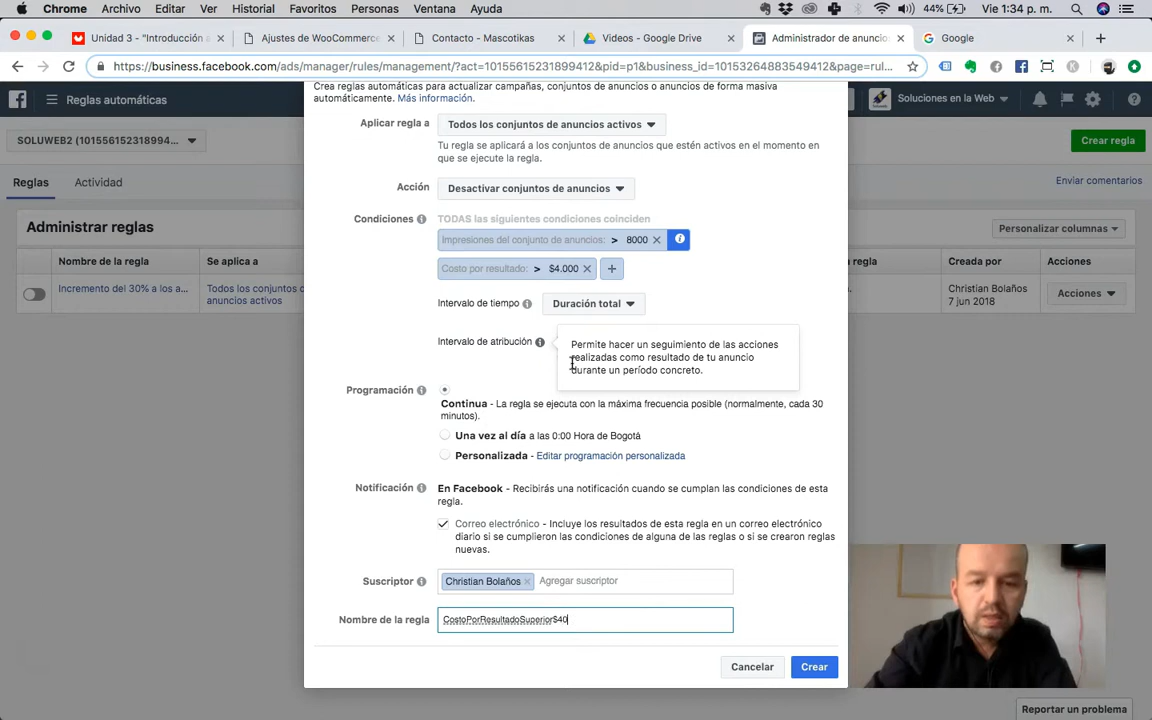 Chrome Archivo Editar Ver Historial Favoritos Personas Ventana Ayuda 44% Vie 1:34 p. m.
Unidad 3 - "Introducción a Ajustes de WooCommerce Contacto - Mascotikas Videos - Google Drive Administrador de anuncio Google
https://business.facebook.com/ads/manager/rules/management/?act=10155615231899412&pid=p1&business_id=10153264883549412&page=rul...
Reglas automáticas
Soluciones en la Web
SOLUWEB2 (101556152318994...
Crear regla
Reglas Actividad
Enviar comentarios
Administrar reglas
Personalizar columnas
Nombre de la regla Se aplica a
a regla Creada por Acciones
Incremento del 30% a los a... Todos los conjuntos d
anuncios activos
Christian Bolaños
7 jun 2018
Acciones
Crea reglas automáticas para actualizar campañas, conjuntos de anuncios o anuncios de forma masiva
automáticamente. Más información.
Aplicar regla a Todos los conjuntos de anuncios activos
Tu regla se aplicará a los conjuntos de anuncios que estén activos en el momento en
que se ejecute la regla.
Acción Desactivar conjuntos de anuncios
Condiciones TODAS las siguientes condiciones coinciden
Impresiones del conjunto de anuncios: > 8000
Costo por resultado: > $4.000
Intervalo de tiempo Duración total
Intervalo de atribución
Permite hacer un seguimiento de las acciones
realizadas como resultado de tu anuncio
durante un período concreto.
Programación
Continua - La regla se ejecuta con la máxima frecuencia posible (normalmente, cada 30
minutos).
Una vez al día a las 0:00 Hora de Bogotá
Personalizada - Editar programación personalizada
Notificación En Facebook - Recibirás una notificación cuando se cumplan las condiciones de esta
regla.
Correo electrónico - Incluye los resultados de esta regla en un correo electrónico
diario si se cumplieron las condiciones de alguna de las reglas o si se crearon reglas
nuevas.
Suscriptor Christian Bolaños Agregar suscriptor
Nombre de la regla CostoPorResultadoSuperior$40
Cancelar Crear
Reportar un problema